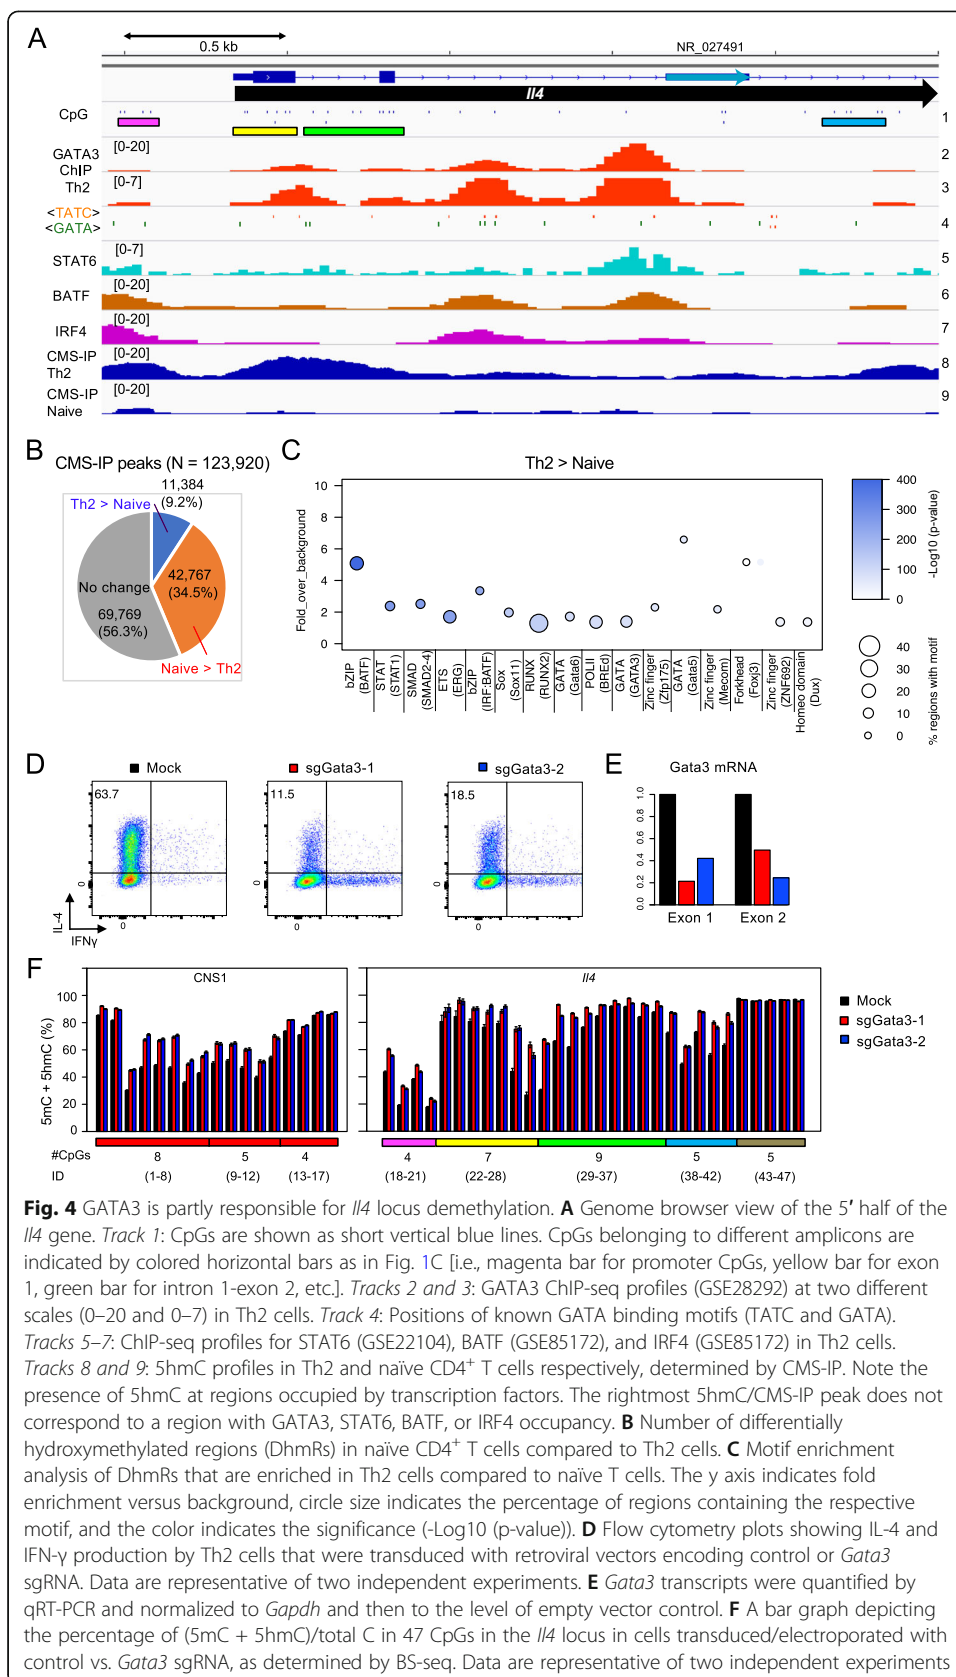 A
0.5 kb
NR_027491
Il4
CpG
1
GATA3
ChIP
Th2
[0-20]
2
[0-7]
3
<TATC>
<GATA>
4
STAT6
[0-7]
5
BATF
[0-20]
6
IRF4
[0-20]
7
CMS-IP
Th2
[0-20]
8
CMS-IP
Naive
[0-20]
9
B
CMS-IP peaks (N = 123,920)
11,384
(9.2%)
Th2 > Naive
42,767
(34.5%)
No change
69,769
(56.3%)
Naive > Th2
C
Th2 > Naive
Fold_over_background
10
8
6
4
2
0
bZIP
(BATF)
STAT
(STAT1)
SMAD
(SMAD2-4)
ETS
(ERG)
bZIP
(IRF:BATF)
Sox
(Sox11)
RUNX
(RUNX2)
GATA
(Gata6)
POLII
(BREd)
GATA
(GATA3)
Zinc finger
(Zfp175)
GATA
(Gata5)
Zinc finger
(Mecom)
Forkhead
(Foxj3)
Zinc finger
(ZNF692)
Homeo domain
(Dux)
400
300
200
100
0
-Log10 (p-value)
40
30
20
10
0
% regions with motif
D
Mock
sgGata3-1
sgGata3-2
63.7
11.5
18.5
0
0
0
0
0
0
IL-4
IFNγ
E
Gata3 mRNA
1.0
0.8
0.6
0.4
0.2
0.0
Exon 1
Exon 2
F
CNS1
Il4
5mC + 5hmC (%)
100
80
60
40
20
0
Mock
sgGata3-1
sgGata3-2
#CpGs
8
5
4
4
7
9
5
5
ID
(1-8)
(9-12)
(13-17)
(18-21)
(22-28)
(29-37)
(38-42)
(43-47)
Fig. 4 GATA3 is partly responsible for Il4 locus demethylation. A Genome browser view of the 5′ half of the
Il4 gene. Track 1: CpGs are shown as short vertical blue lines. CpGs belonging to different amplicons are
indicated by colored horizontal bars as in Fig. 1C [i.e., magenta bar for promoter CpGs, yellow bar for exon
1, green bar for intron 1-exon 2, etc.]. Tracks 2 and 3: GATA3 ChIP-seq profiles (GSE28292) at two different
scales (0–20 and 0–7) in Th2 cells. Track 4: Positions of known GATA binding motifs (TATC and GATA).
Tracks 5–7: ChIP-seq profiles for STAT6 (GSE22104), BATF (GSE85172), and IRF4 (GSE85172) in Th2 cells.
Tracks 8 and 9: 5hmC profiles in Th2 and naïve CD4⁺ T cells respectively, determined by CMS-IP. Note the
presence of 5hmC at regions occupied by transcription factors. The rightmost 5hmC/CMS-IP peak does not
correspond to a region with GATA3, STAT6, BATF, or IRF4 occupancy. B Number of differentially
hydroxymethylated regions (DhmRs) in naïve CD4⁺ T cells compared to Th2 cells. C Motif enrichment
analysis of DhmRs that are enriched in Th2 cells compared to naïve T cells. The y axis indicates fold
enrichment versus background, circle size indicates the percentage of regions containing the respective
motif, and the color indicates the significance (-Log10 (p-value)). D Flow cytometry plots showing IL-4 and
IFN-γ production by Th2 cells that were transduced with retroviral vectors encoding control or Gata3
sgRNA. Data are representative of two independent experiments. E Gata3 transcripts were quantified by
qRT-PCR and normalized to Gapdh and then to the level of empty vector control. F A bar graph depicting
the percentage of (5mC + 5hmC)/total C in 47 CpGs in the Il4 locus in cells transduced/electroporated with
control vs. Gata3 sgRNA, as determined by BS-seq. Data are representative of two independent experiments